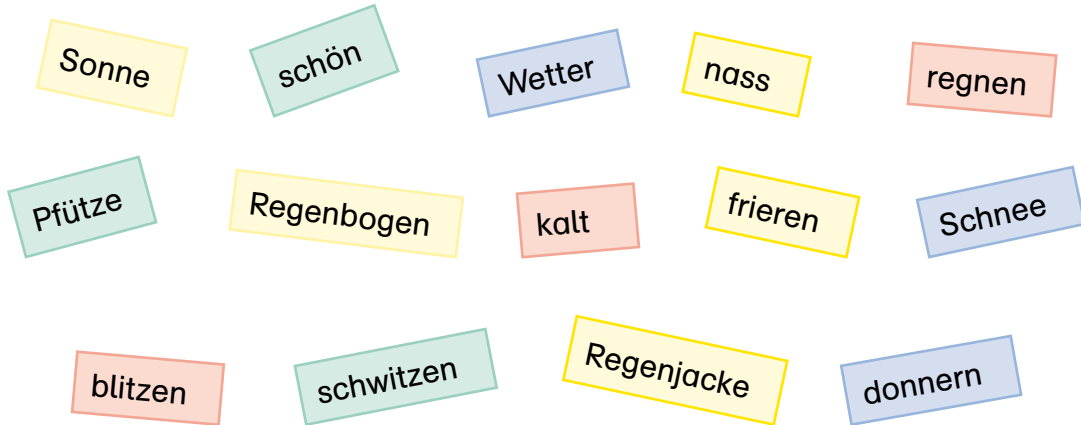 Sonne
schön
Wetter
nass
regnen
Pfütze
Regenbogen
kalt
frieren
Schnee
blitzen
schwitzen
Regenjacke
donnern